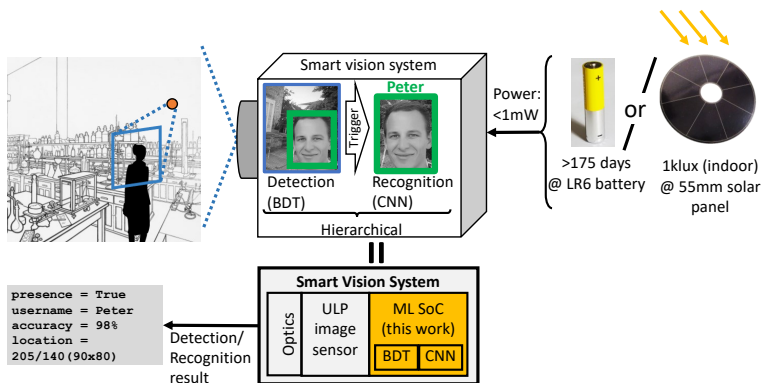 Smart vision system
Peter
Trigger
Detection
(BDT)
Recognition
(CNN)
Hierarchical
Power:
<1mW
+
or
>175 days
@ LR6 battery
1klux (indoor)
@ 55mm solar
panel
Smart Vision System
Optics
ULP
image
sensor
ML SoC
(this work)
BDT
CNN
Detection/
Recognition
result
presence = True
username = Peter
accuracy = 98%
location =
205/140(90x80)